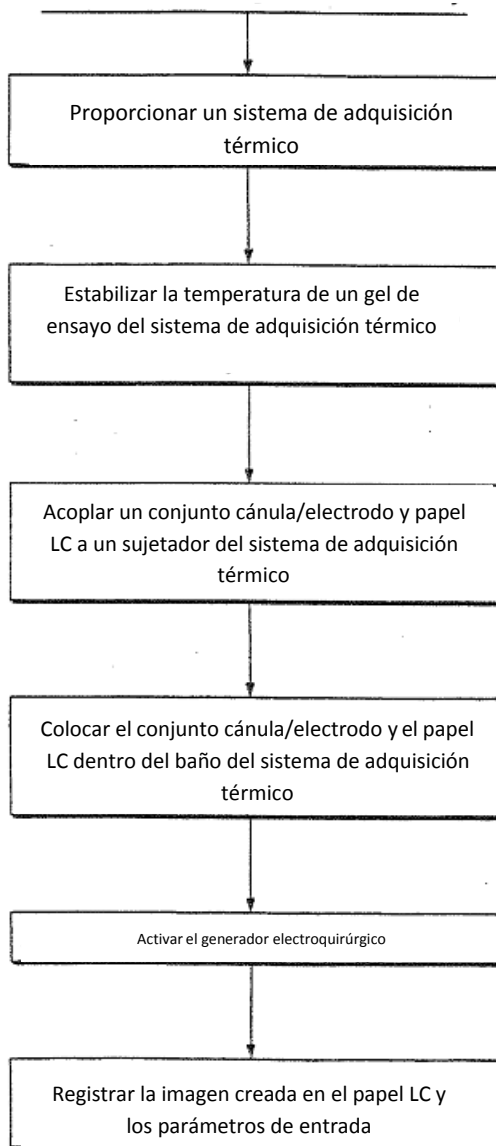 Proporcionar un sistema de adquisición
térmico
Estabilizar la temperatura de un gel de
ensayo del sistema de adquisición térmico
Acoplar un conjunto cánula/electrodo y papel
LC a un sujetador del sistema de adquisición
térmico
Colocar el conjunto cánula/electrodo y el papel
LC dentro del baño del sistema de adquisición
térmico
Activar el generador electroquirúrgico
Registrar la imagen creada en el papel LC y
los parámetros de entrada